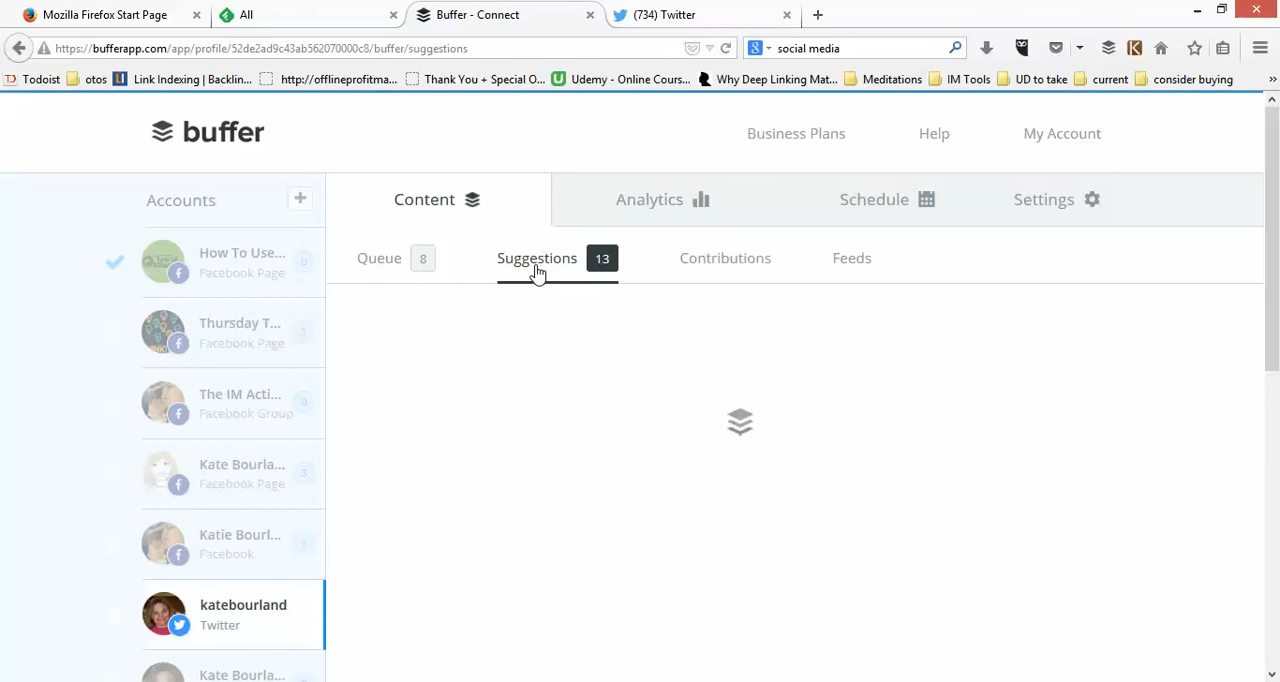 Mozilla Firefox Start Page
All
Buffer - Connect
(734) Twitter
https://bufferapp.com/app/profile/52de2ad9c43ab562070000c8/buffer/suggestions
social media
Todoist
otos
Link Indexing | Backlin...
http://offlineprofitma...
Thank You + Special O...
Udemy - Online Cours...
Why Deep Linking Mat...
Meditations
IM Tools
UD to take
current
consider buying
buffer
Business Plans
Help
My Account
Accounts
Content
Analytics
Schedule
Settings
Queue 8
Suggestions 13
Contributions
Feeds
How To Use... 0
Facebook Page
Thursday T... 1
Facebook Page
The IM Acti... 0
Facebook Group
Kate Bourla... 3
Facebook Page
Katie Bourl...
Facebook
katebourland
Twitter
Kate Bourla...